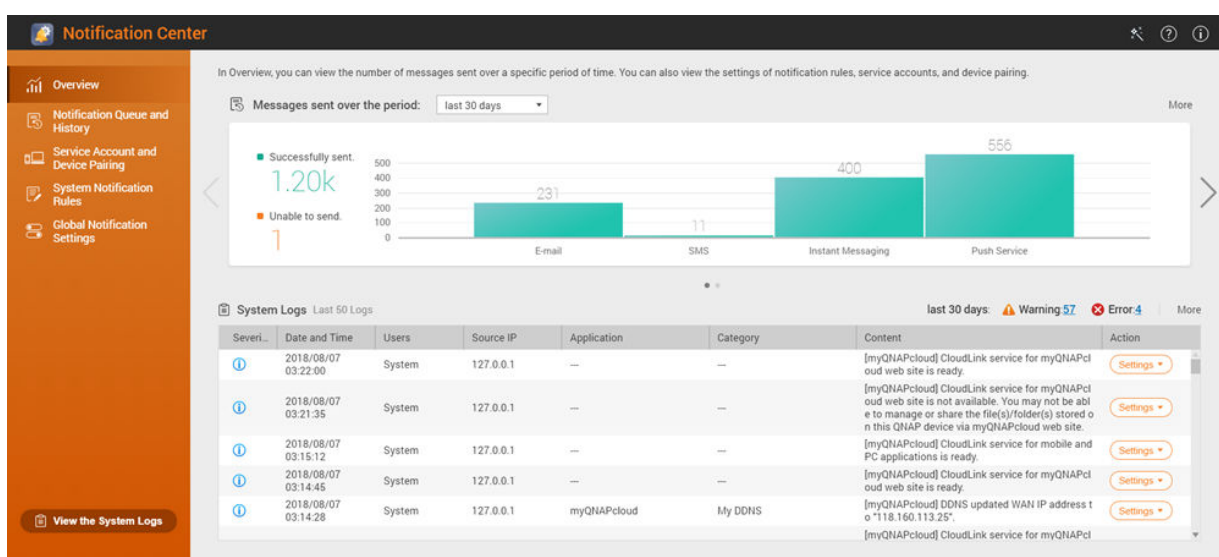 Notification Center
Overview
Notification Queue and
History
Service Account and
Device Pairing
System Notification
Rules
Global Notification
Settings
View the System Logs
In Overview, you can view the number of messages sent over a specific period of time. You can also view the settings of notification rules, service accounts, and device pairing.
Messages sent over the period: last 30 days
More
Successfully sent.
1.20k
Unable to send.
1
500
400
300
200
100
0
231
11
400
556
E-mail SMS Instant Messaging Push Service
System Logs Last 50 Logs
last 30 days: Warning:57 Error:4 More
Severi... Date and Time Users Source IP Application Category Content Action
2018/08/07
03:22:00
System 127.0.0.1 --- ---
[myQNAPcloud] CloudLink service for myQNAPcl
oud web site is ready.
Settings
2018/08/07
03:21:35
System 127.0.0.1 --- ---
[myQNAPcloud] CloudLink service for myQNAPcl
oud web site is not available. You may not be abl
e to manage or share the file(s)/folder(s) stored o
n this QNAP device via myQNAPcloud web site.
Settings
2018/08/07
03:15:12
System 127.0.0.1 --- ---
[myQNAPcloud] CloudLink service for mobile and
PC applications is ready.
Settings
2018/08/07
03:14:45
System 127.0.0.1 --- ---
[myQNAPcloud] CloudLink service for myQNAPcl
oud web site is ready.
Settings
2018/08/07
03:14:28
System 127.0.0.1 myQNAPcloud My DDNS
[myQNAPcloud] DDNS updated WAN IP address t
o "118.160.113.25".
Settings
[myQNAPcloud] CloudLink service for myQNAPcl